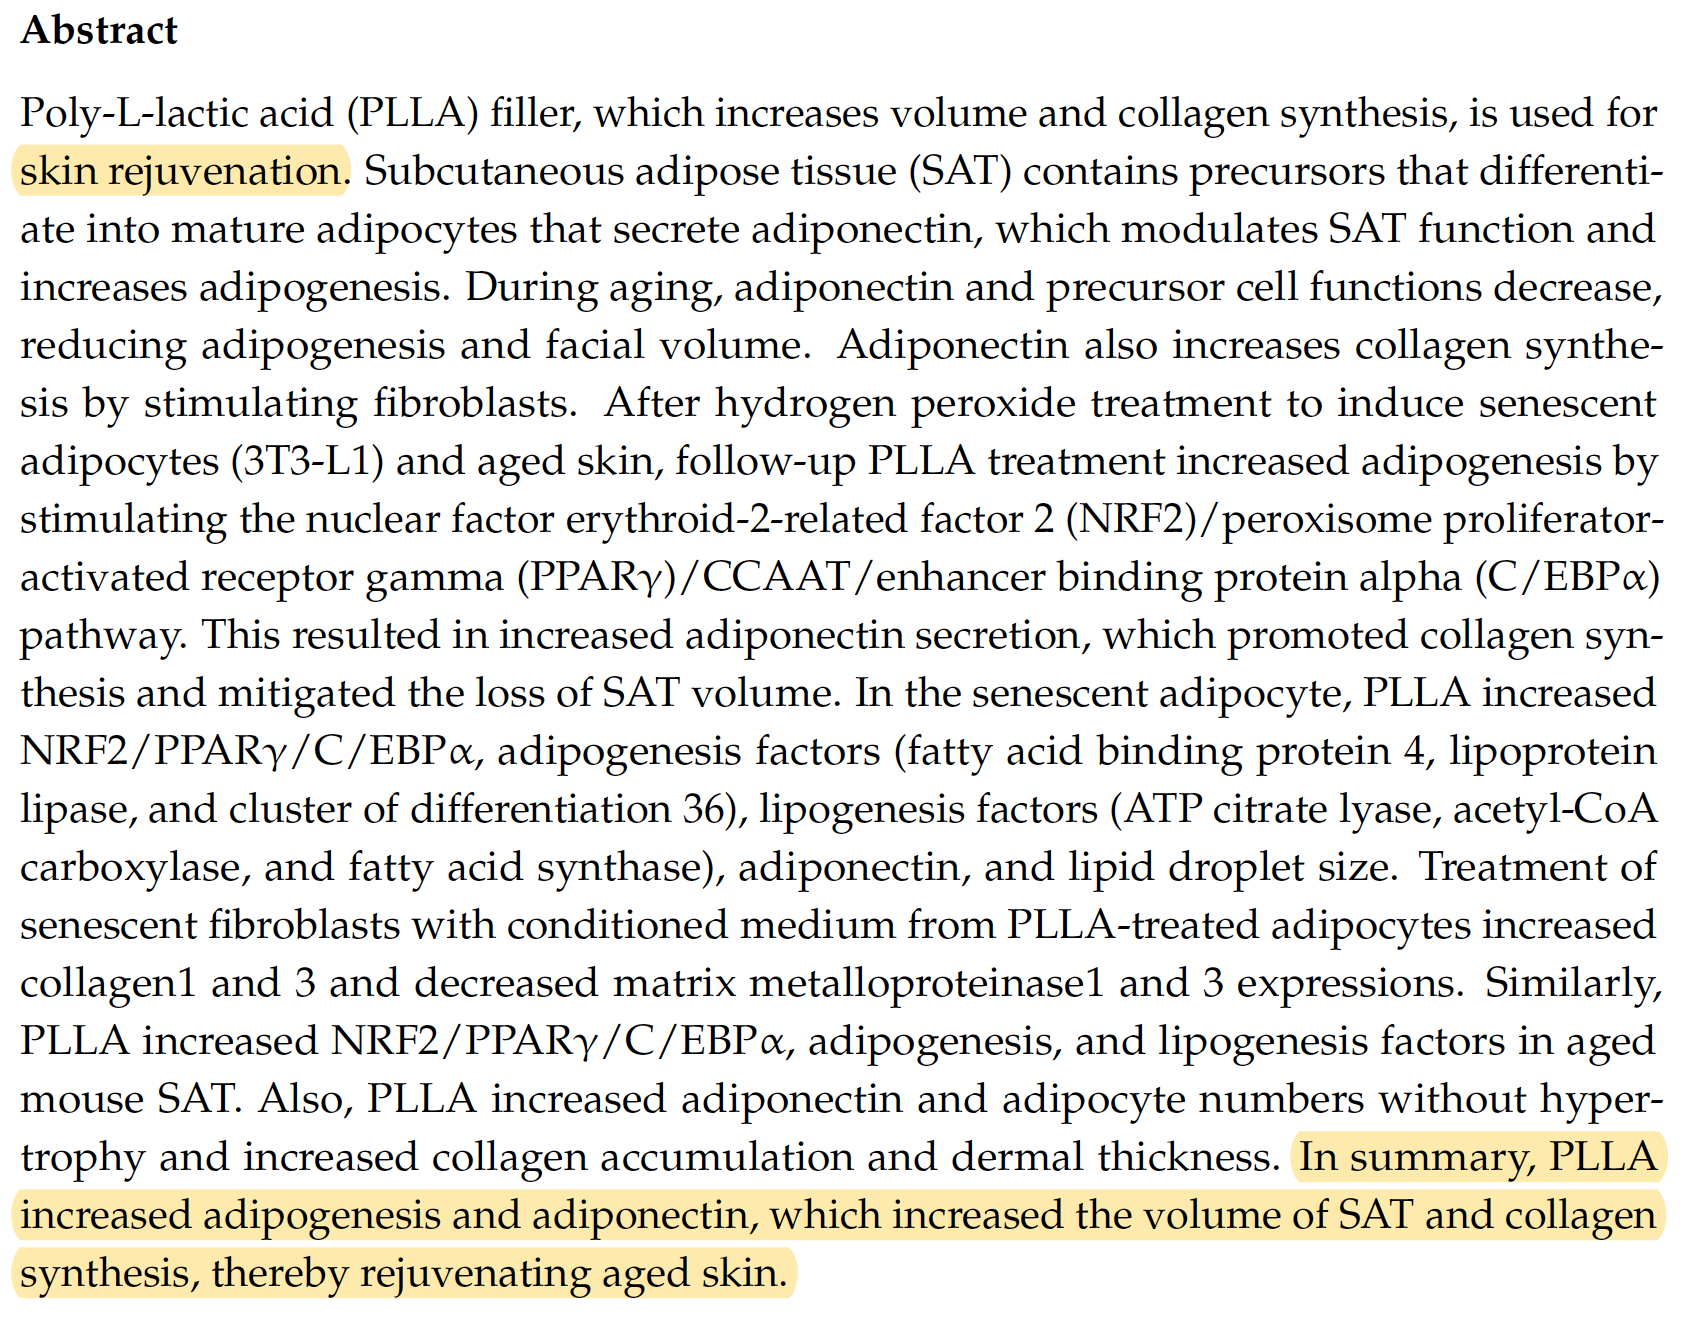 Abstract
Poly-L-lactic acid (PLLA) filler, which increases volume and collagen synthesis, is used for
skin rejuvenation. Subcutaneous adipose tissue (SAT) contains precursors that differenti-
ate into mature adipocytes that secrete adiponectin, which modulates SAT function and
increases adipogenesis. During aging, adiponectin and precursor cell functions decrease,
reducing adipogenesis and facial volume. Adiponectin also increases collagen synthe-
sis by stimulating fibroblasts. After hydrogen peroxide treatment to induce senescent
adipocytes (3T3-L1) and aged skin, follow-up PLLA treatment increased adipogenesis by
stimulating the nuclear factor erythroid-2-related factor 2 (NRF2)/peroxisome proliferator-
activated receptor gamma (PPARγ)/CCAAT/enhancer binding protein alpha (C/EBPα)
pathway. This resulted in increased adiponectin secretion, which promoted collagen syn-
thesis and mitigated the loss of SAT volume. In the senescent adipocyte, PLLA increased
NRF2/PPARγ/C/EBPα, adipogenesis factors (fatty acid binding protein 4, lipoprotein
lipase, and cluster of differentiation 36), lipogenesis factors (ATP citrate lyase, acetyl-CoA
carboxylase, and fatty acid synthase), adiponectin, and lipid droplet size. Treatment of
senescent fibroblasts with conditioned medium from PLLA-treated adipocytes increased
collagen1 and 3 and decreased matrix metalloproteinase1 and 3 expressions. Similarly,
PLLA increased NRF2/PPARγ/C/EBPα, adipogenesis, and lipogenesis factors in aged
mouse SAT. Also, PLLA increased adiponectin and adipocyte numbers without hyper-
trophy and increased collagen accumulation and dermal thickness. In summary, PLLA
increased adipogenesis and adiponectin, which increased the volume of SAT and collagen
synthesis, thereby rejuvenating aged skin.